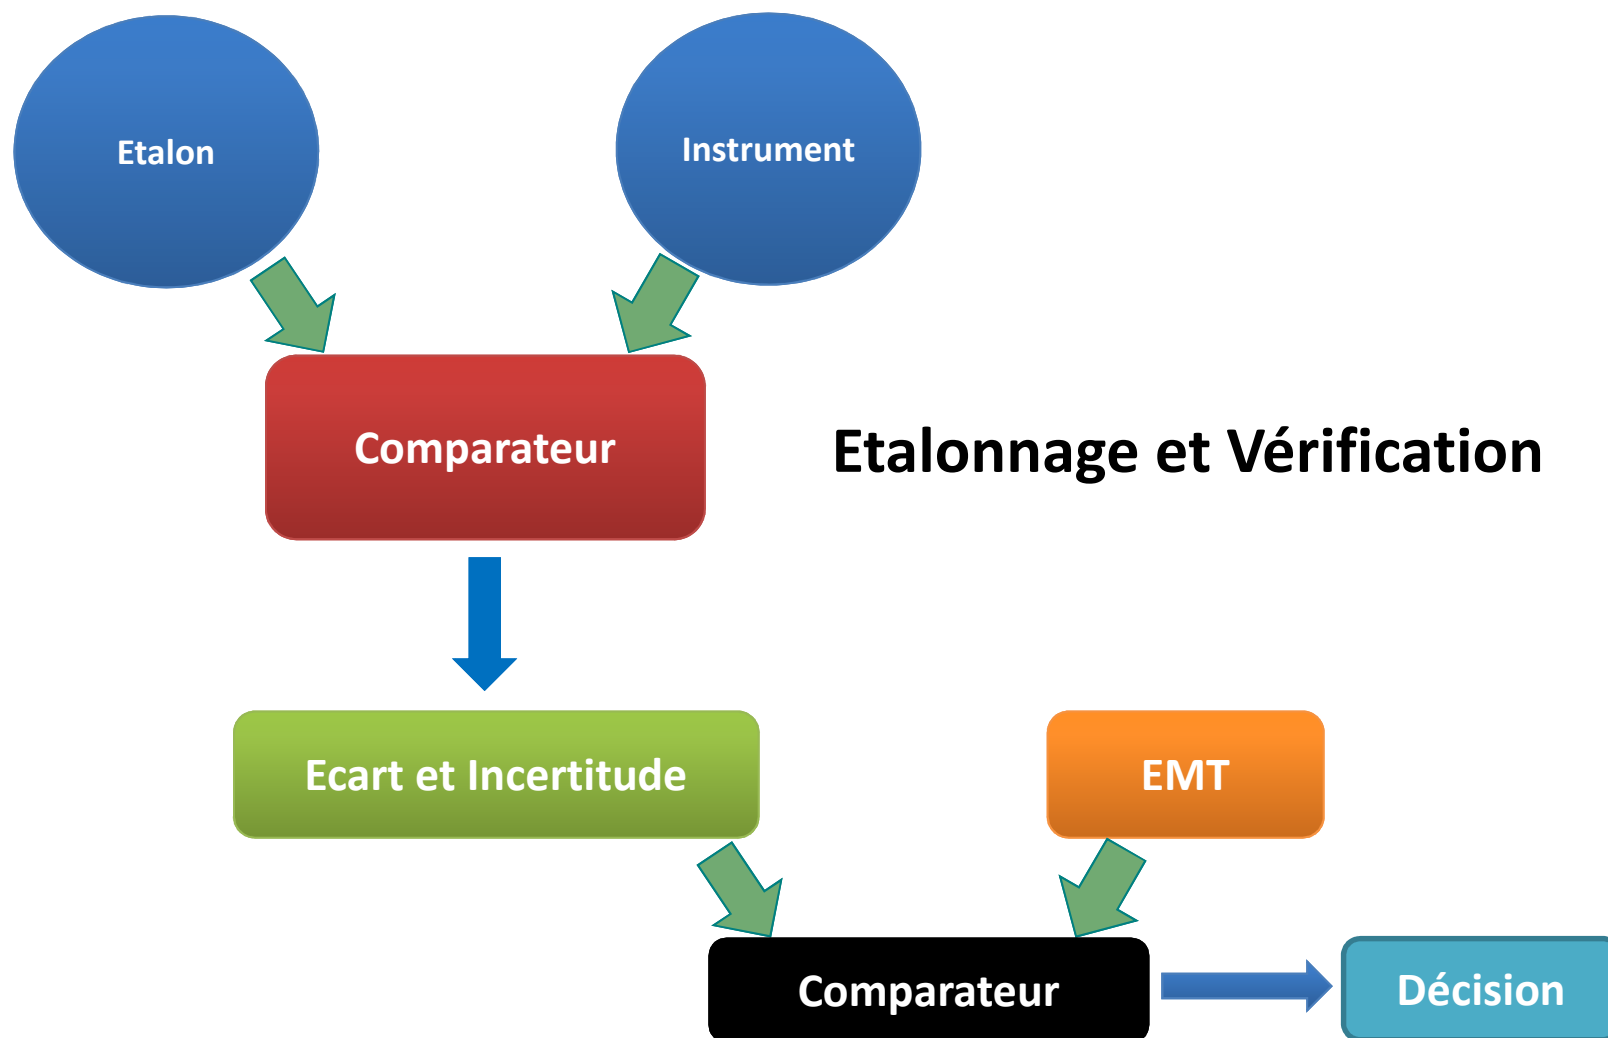 Etalon
Instrument
Comparateur
Etalonnage et Vérification
Ecart et Incertitude
EMT
Comparateur
Décision